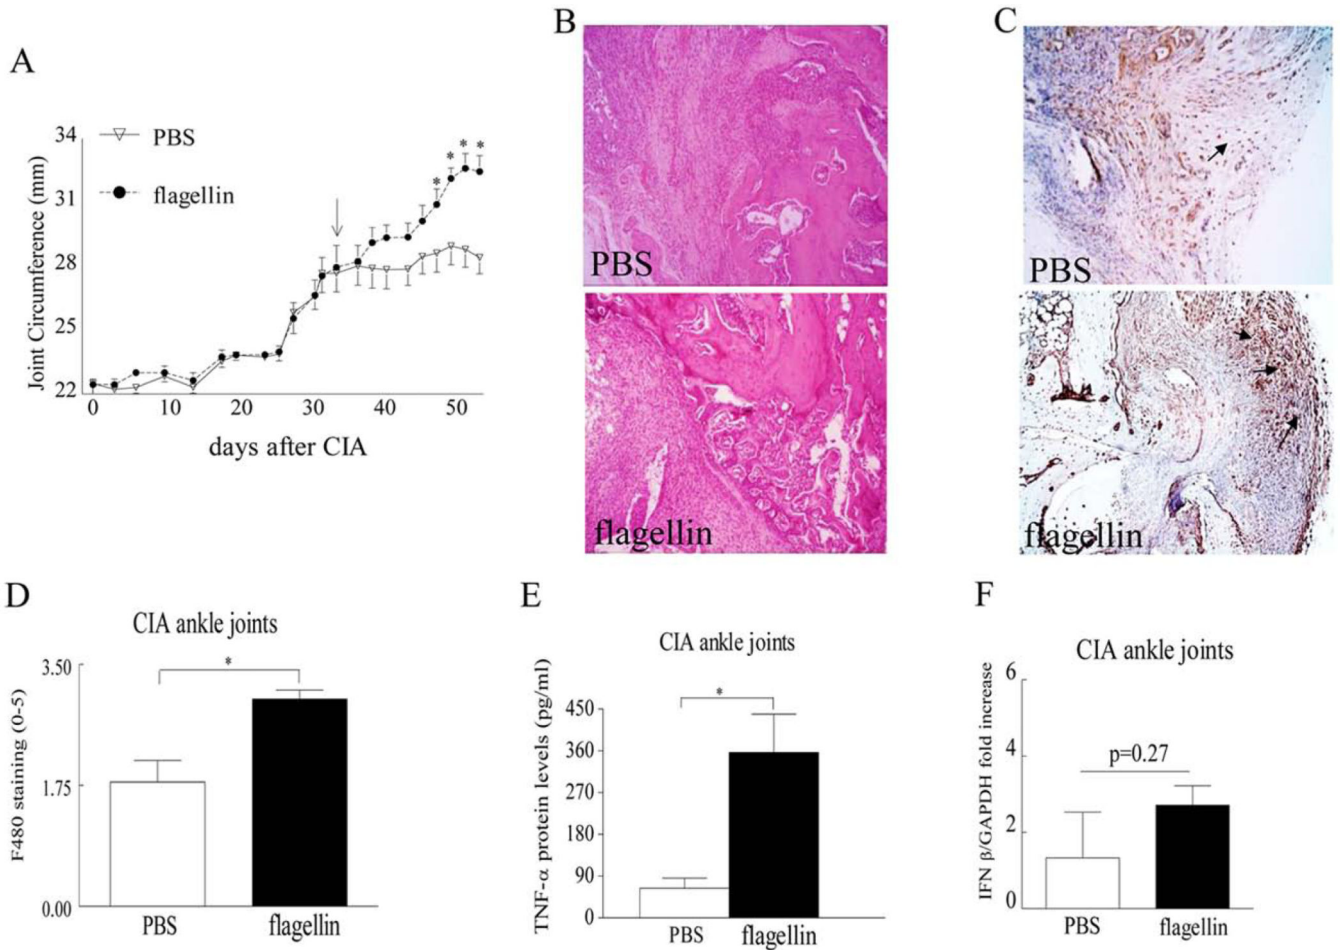 A
34
31
28
25
22
Joint Circumference (mm)
PBS
flagellin
* * * *
0 10 20 30 40 50
days after CIA
B
PBS
flagellin
C
PBS
flagellin
D
CIA ankle joints
*
3.50
1.75
0.00
F480 staining (0-5)
PBS flagellin
E
CIA ankle joints
*
450
360
270
180
90
0
TNF-α protein levels (pg/ml)
PBS flagellin
F
CIA ankle joints
6
4
2
0
p=0.27
IFN β/GAPDH fold increase
PBS flagellin